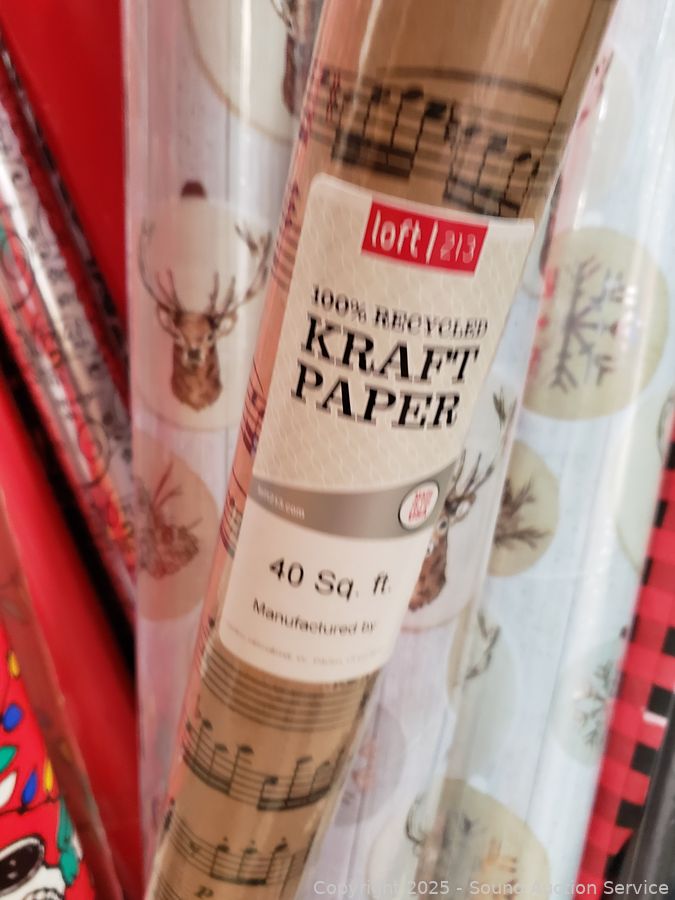 loft | 213
100% RECYCLED
KRAFT
PAPER
40 Sq. ft.
Manufactured by:
Copyright 2025 - Sound Auction Service